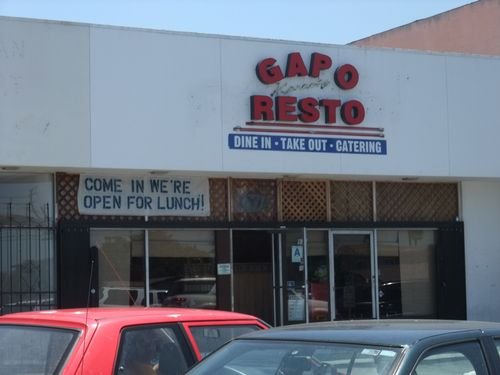 GAPO
RESTO
DINE IN • TAKE OUT • CATERING
COME IN WE'RE
OPEN FOR LUNCH!
A